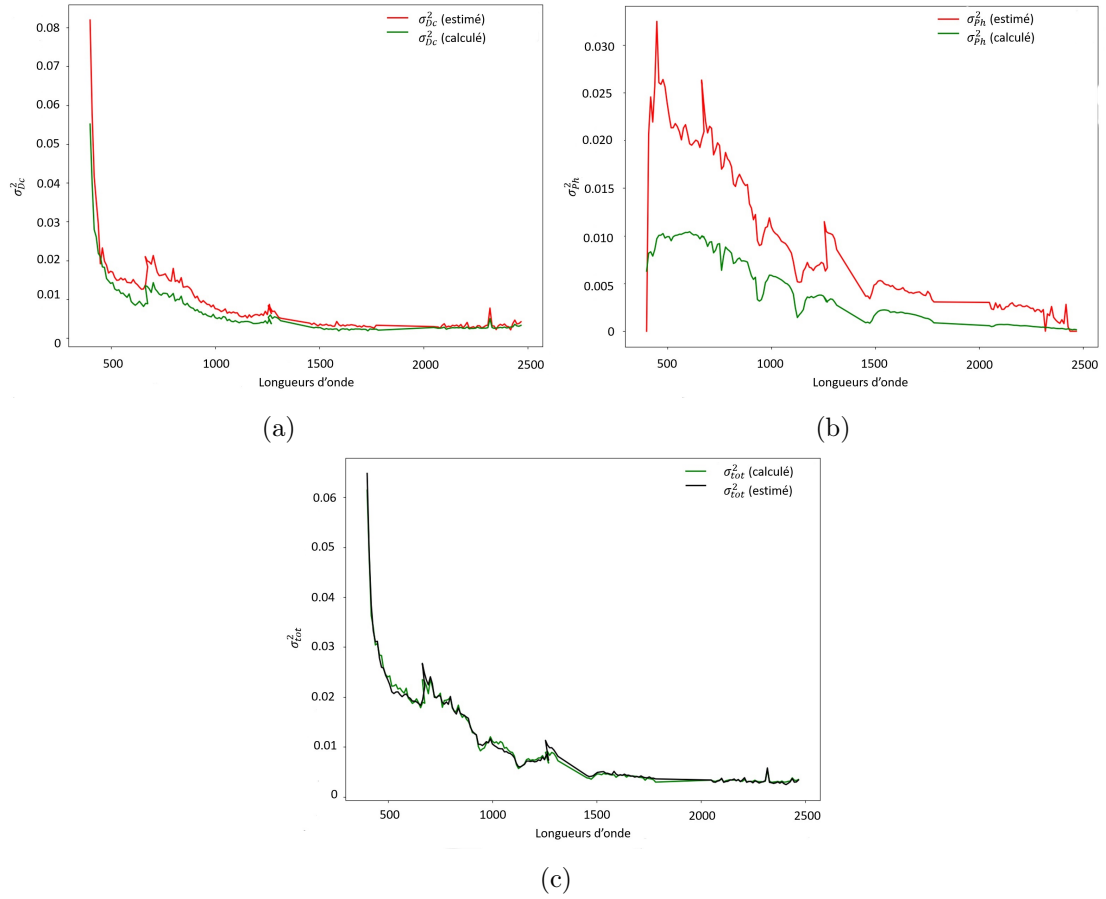 0.08
0.07
0.06
0.05
0.04
0.03
0.02
0.01
0
σ²Dc
σ²Dc (estimé)
σ²Dc (calculé)
500 1000 1500 2000 2500
Longueurs d’onde
(a)
0.030
0.025
0.020
0.015
0.010
0.005
0
σ²Ph
σ²Ph (estimé)
σ²Ph (calculé)
500 1000 1500 2000 2500
Longueurs d’onde
(b)
0.06
0.05
0.04
0.03
0.02
0.01
0
σ²tot
σ²tot (calculé)
σ²tot (estimé)
500 1000 1500 2000 2500
Longueurs d’onde
(c)